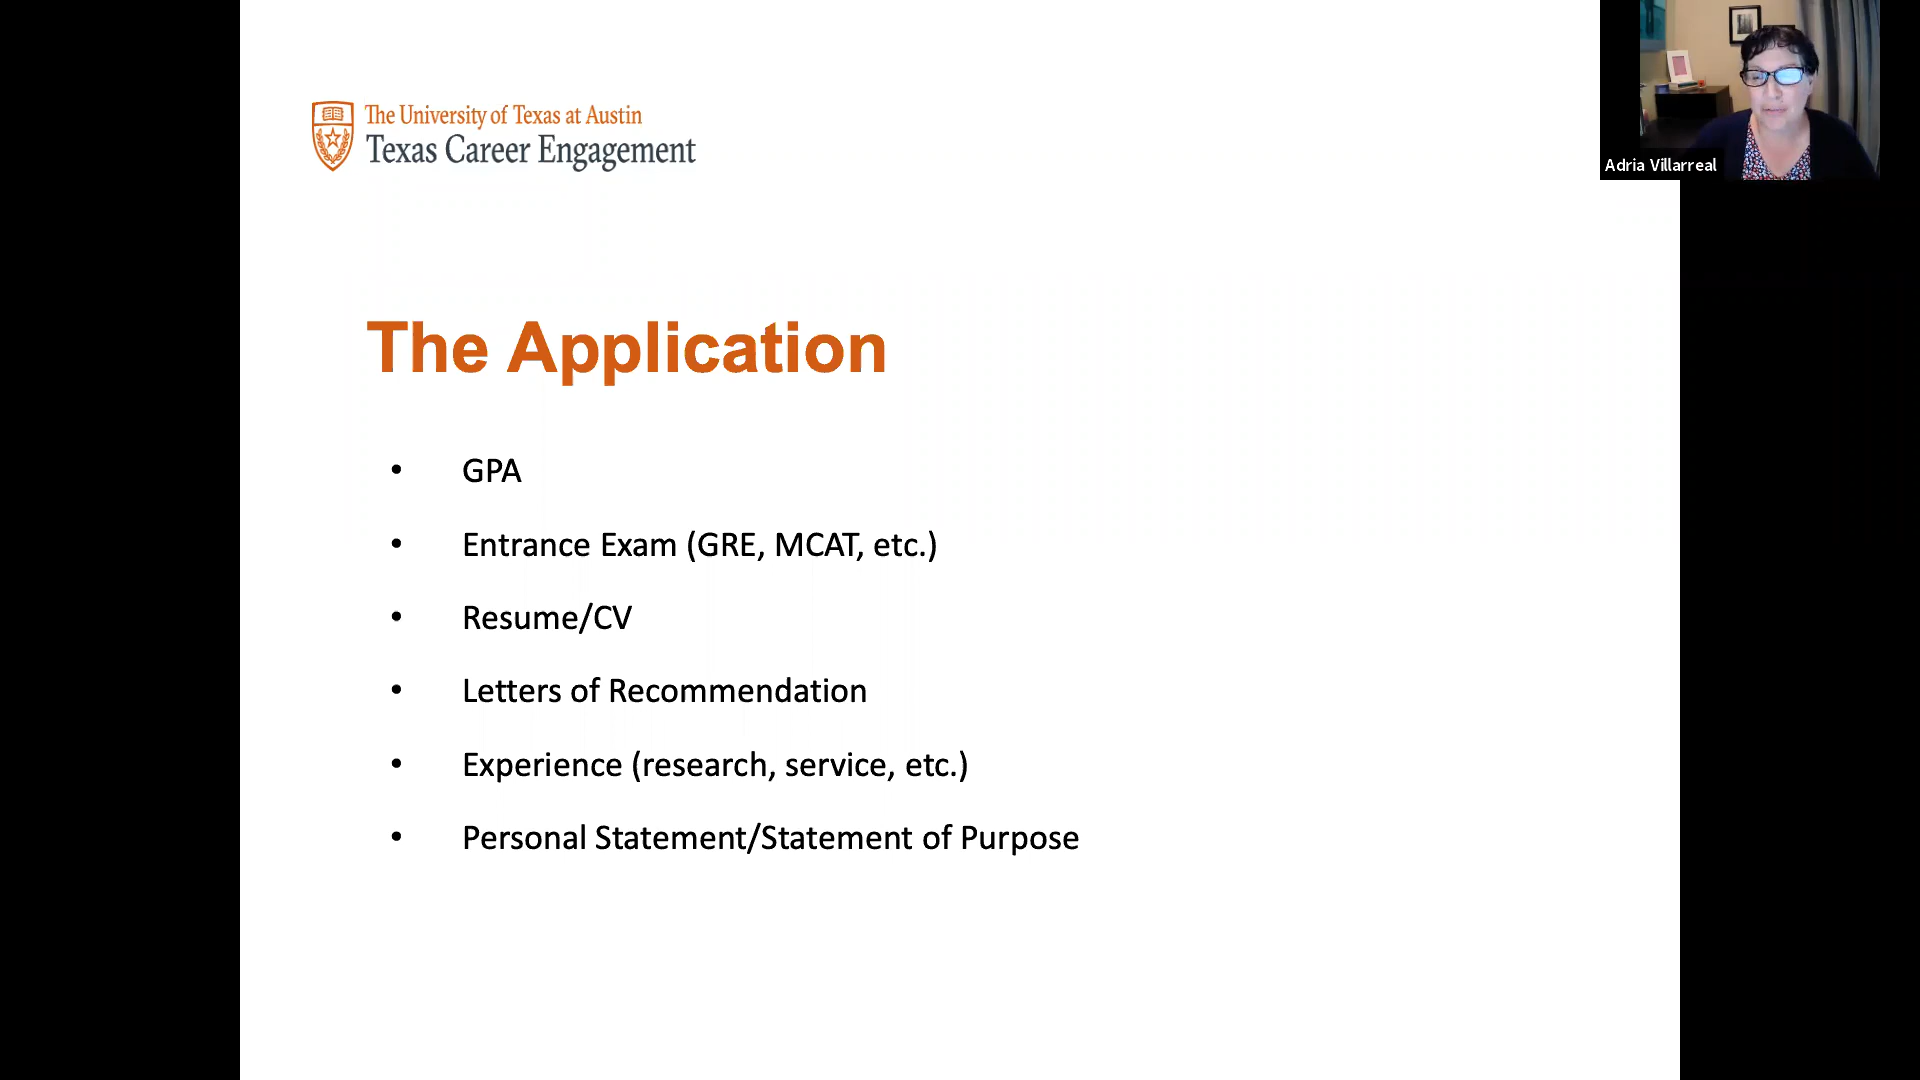 The University of Texas at Austin
Texas Career Engagement
Adria Villarreal
The Application
• GPA
• Entrance Exam (GRE, MCAT, etc.)
• Resume/CV
• Letters of Recommendation
• Experience (research, service, etc.)
• Personal Statement/Statement of Purpose